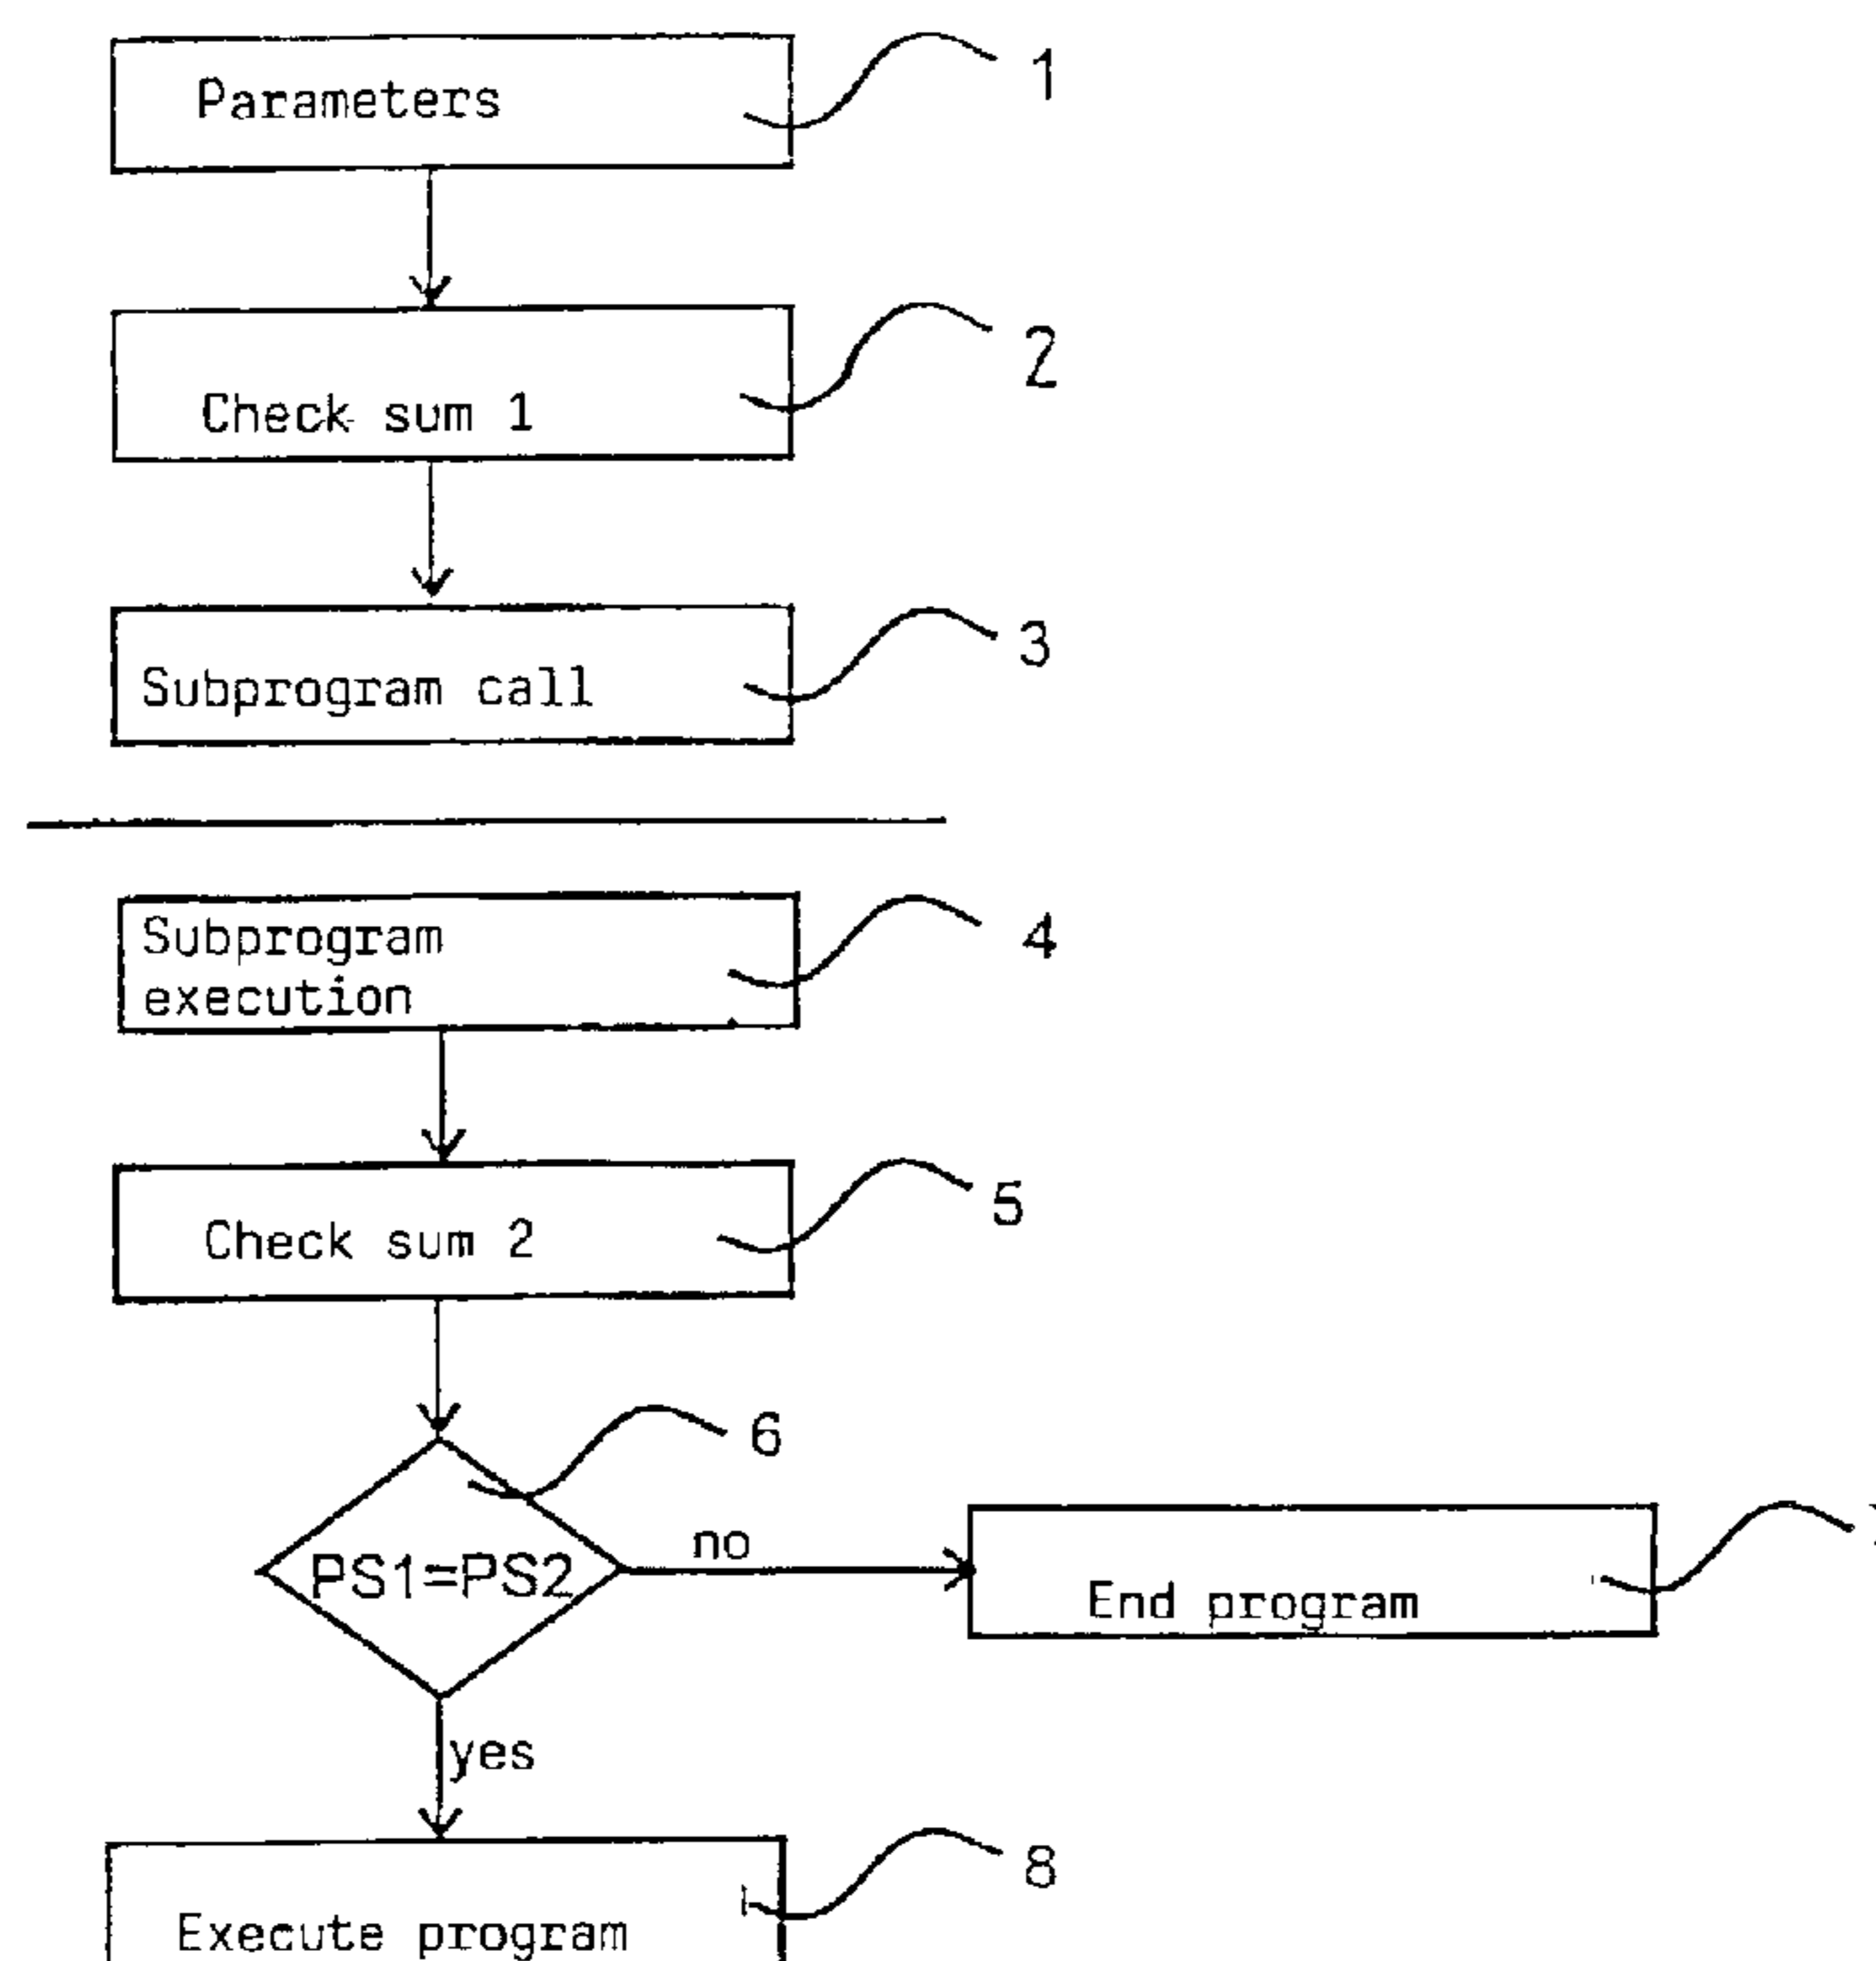 Parameters
1
Check sum 1
2
Subprogram call
3
Subprogram
execution
4
Check sum 2
5
6
PS1=PS2
no
End program
yes
Execute program
8